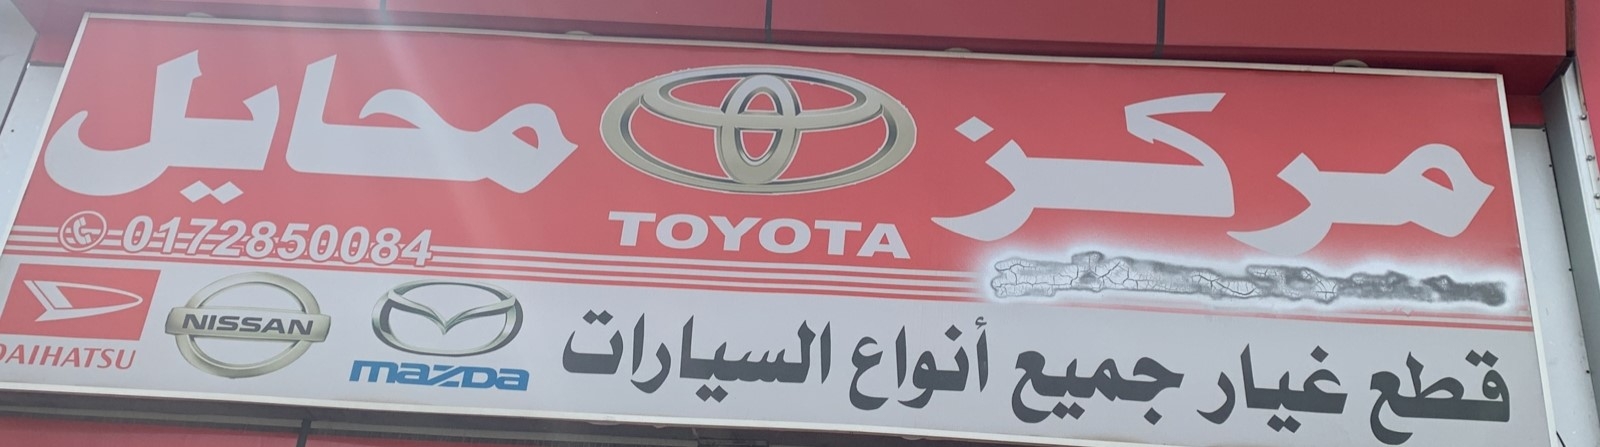 مركز محايل
TOYOTA
0172850084
قطع غيار جميع أنواع السيارات
DAIHATSU
NISSAN
mazda